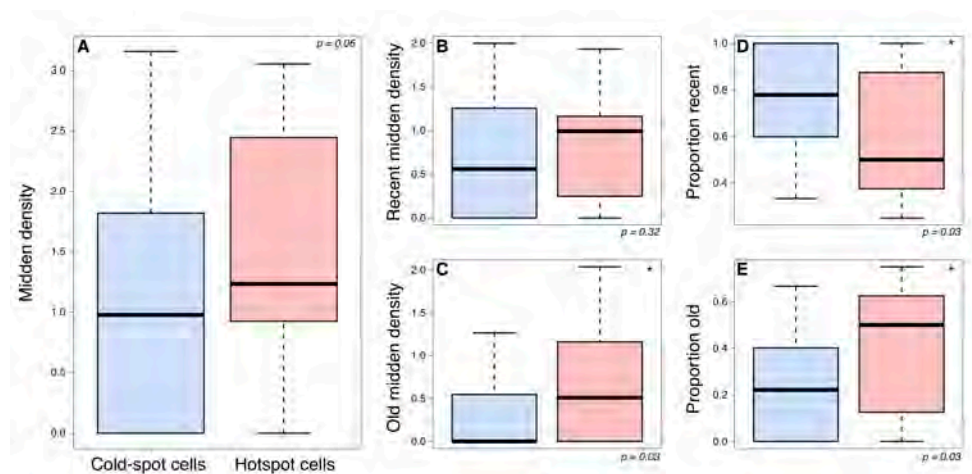 A
p = 0.06
Midden density
3.0
2.5
2.0
1.5
1.0
0.5
0.0
Cold-spot cells
Hotspot cells
B
Recent midden density
2.0
1.5
1.0
0.5
0.0
p = 0.32
C
*
Old midden density
2.0
1.5
1.0
0.5
0.0
p = 0.03
D
*
Proportion recent
1.0
0.8
0.6
0.4
p = 0.03
E
*
Proportion old
0.6
0.4
0.2
0.0
p = 0.03